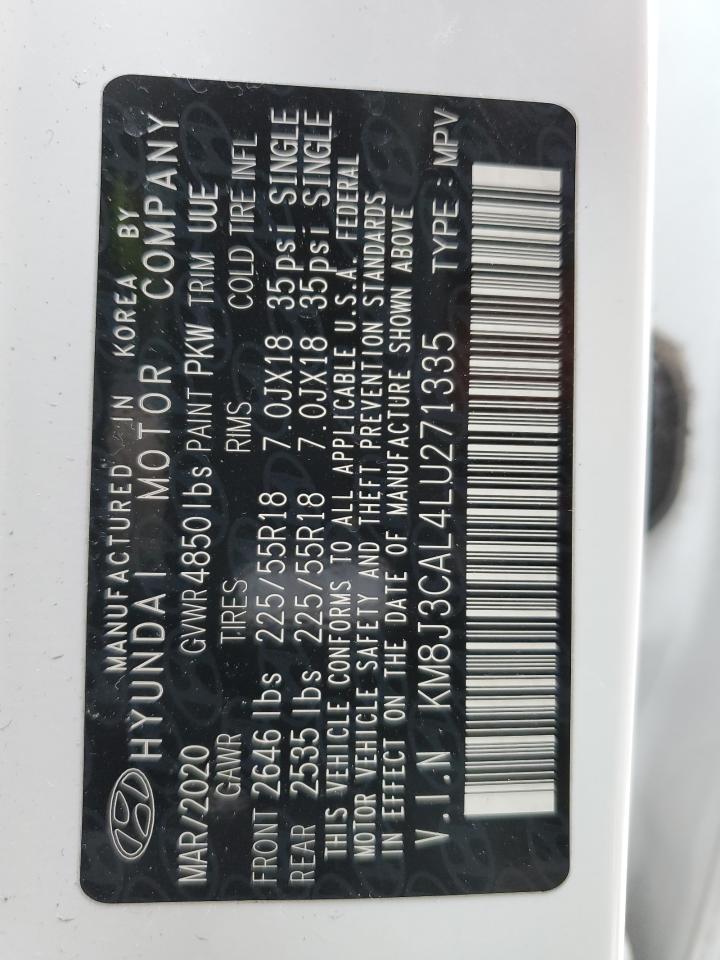 MANUFACTURED IN KOREA BY
HYUNDAI MOTOR COMPANY
MAR/2020 GVWR 4850lbs PAINT PKW TRIM UUE
GAWR TIRES RIMS COLD TIRE INFL
FRONT 2646 lbs 225/55R18 7.0JX18 35psi SINGLE
REAR 2535 lbs 225/55R18 7.0JX18 35psi SINGLE
THIS VEHICLE CONFORMS TO ALL APPLICABLE U.S.A. FEDERAL
MOTOR VEHICLE SAFETY AND THEFT PREVENTION STANDARDS
IN EFFECT ON THE DATE OF MANUFACTURE SHOWN ABOVE
V.I.N KM8J3CAL4LU271335 TYPE : MPV